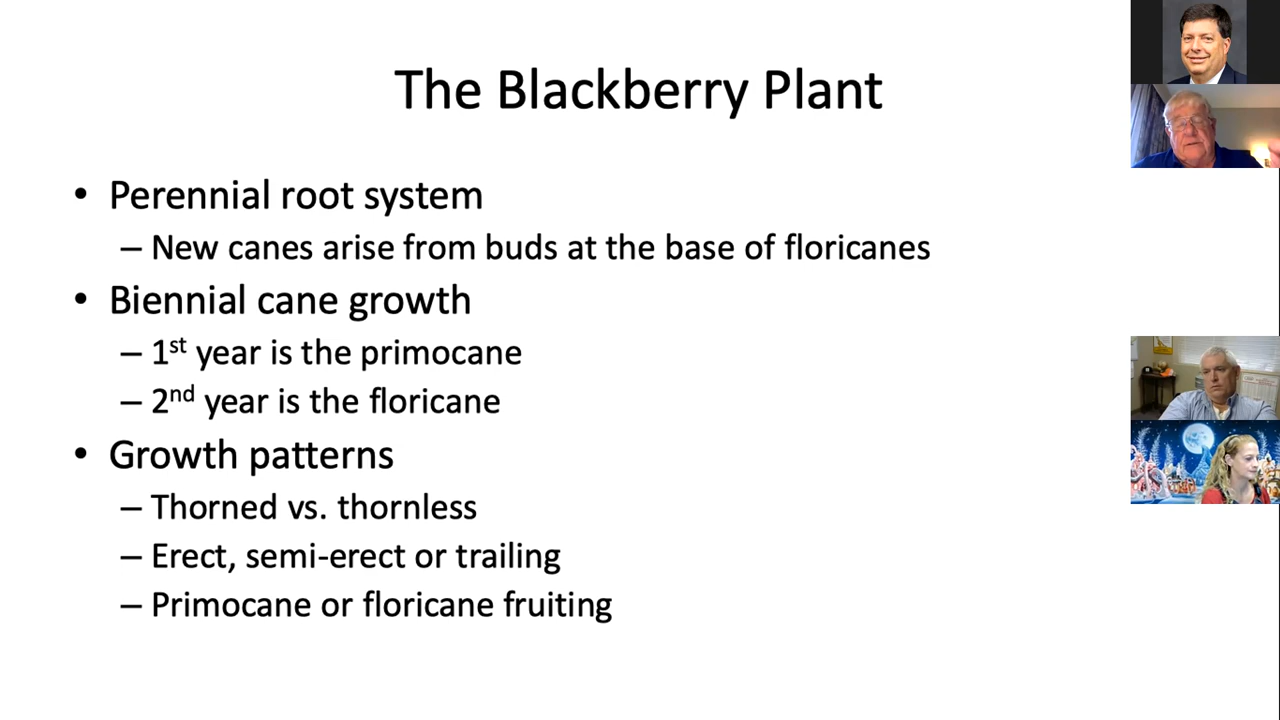 The Blackberry Plant
• Perennial root system
– New canes arise from buds at the base of floricanes
• Biennial cane growth
– 1st year is the primocane
– 2nd year is the floricane
• Growth patterns
– Thorned vs. thornless
– Erect, semi-erect or trailing
– Primocane or floricane fruiting